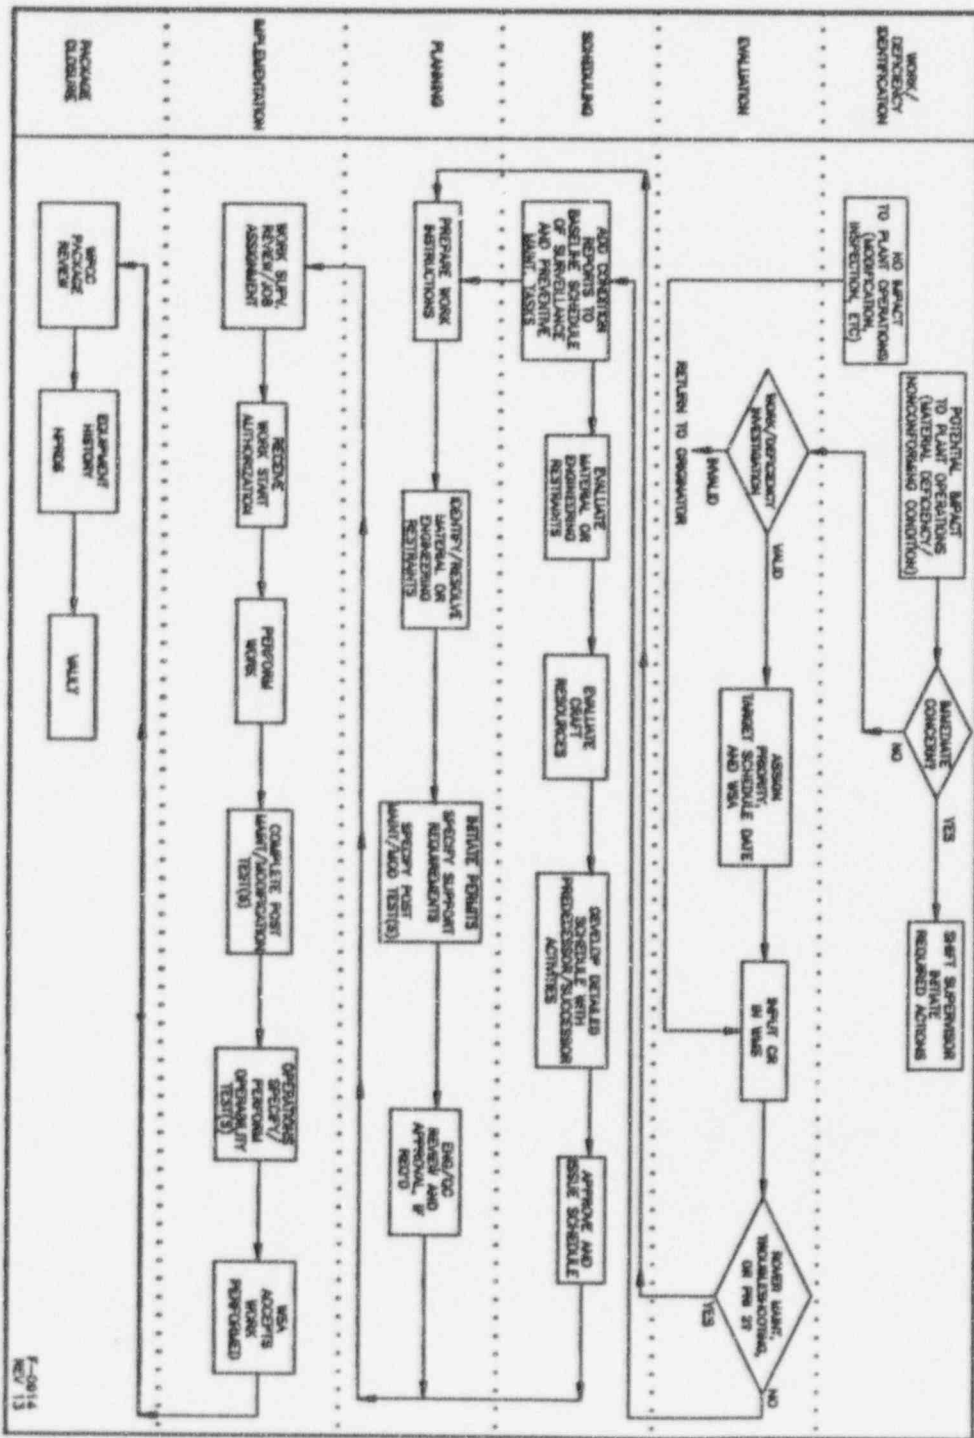 WORK/
DEFICIENCY
IDENTIFICATION
NO IMPACT
TO PLANT OPERATIONS
(MODIFICATION,
INSPECTION, ETC)
POTENTIAL IMPACT
TO PLANT OPERATIONS
(MATERIAL DEFICIENCY/
NONCONFORMING CONDITION)
IMMEDIATE
CONCERN?
YES
NO
SHIFT SUPERVISOR
INITIATE
REQUIRED ACTIONS
EVALUATION
WORK/DEFICIENCY
INVESTIGATION
VALID
INVALID
RETURN TO ORIGINATOR
ASSIGN
PRIORITY,
TARGET SCHEDULE DATE
AND WSA
INPUT CR
IN WMS
ROVER MAINT,
TROUBLESHOOTING,
OR PRI 2?
YES
NO
SCHEDULING
ADD CONDITION
REPORTS TO
BASELINE SCHEDULE
OF SURVEILLANCE
AND PREVENTIVE
MAINT. TASKS
EVALUATE
MATERIAL OR
ENGINEERING
RESTRAINTS
EVALUATE
CRAFT
RESOURCES
DEVELOP DETAILED
SCHEDULE WITH
PREDECESSOR/SUCCESSOR
ACTIVITIES
APPROVE AND
ISSUE SCHEDULE
PLANNING
PREPARE WORK
INSTRUCTIONS
IDENTIFY/RESOLVE
MATERIAL OR
ENGINEERING
RESTRAINTS
INITIATE PERMITS
SPECIFY SUPPORT
REQUIREMENTS
SPECIFY POST
MAINT/MOD TEST(S)
ENG/QC
REVIEW AND
APPROVAL, IF
REQ'D
IMPLEMENTATION
WORK SUPV.
REVIEW/JOB
ASSIGNMENT
RECEIVE
WORK START
AUTHORIZATION
PERFORM
WORK
COMPLETE POST
MAINT/MODIFICATION
TEST(S)
OPERATIONS
SPECIFY/
PERFORM
OPERABILITY
TEST(S)
WSA
ACCEPTS
WORK
PERFORMED
PACKAGE
CLOSURE
WPCC
PACKAGE
REVIEW
EQUIPMENT
HISTORY
NPRDS
VAULT
F-0016
REV 13